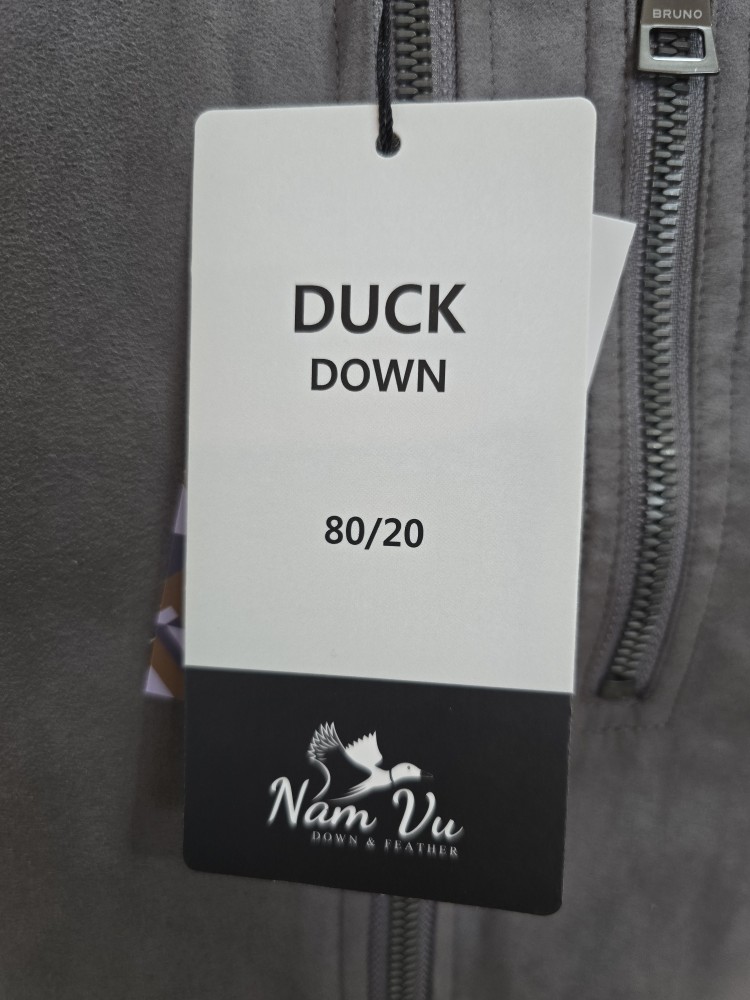 BRUNO
DUCK
DOWN
80/20
Nam Vu
DOWN & FEATHER